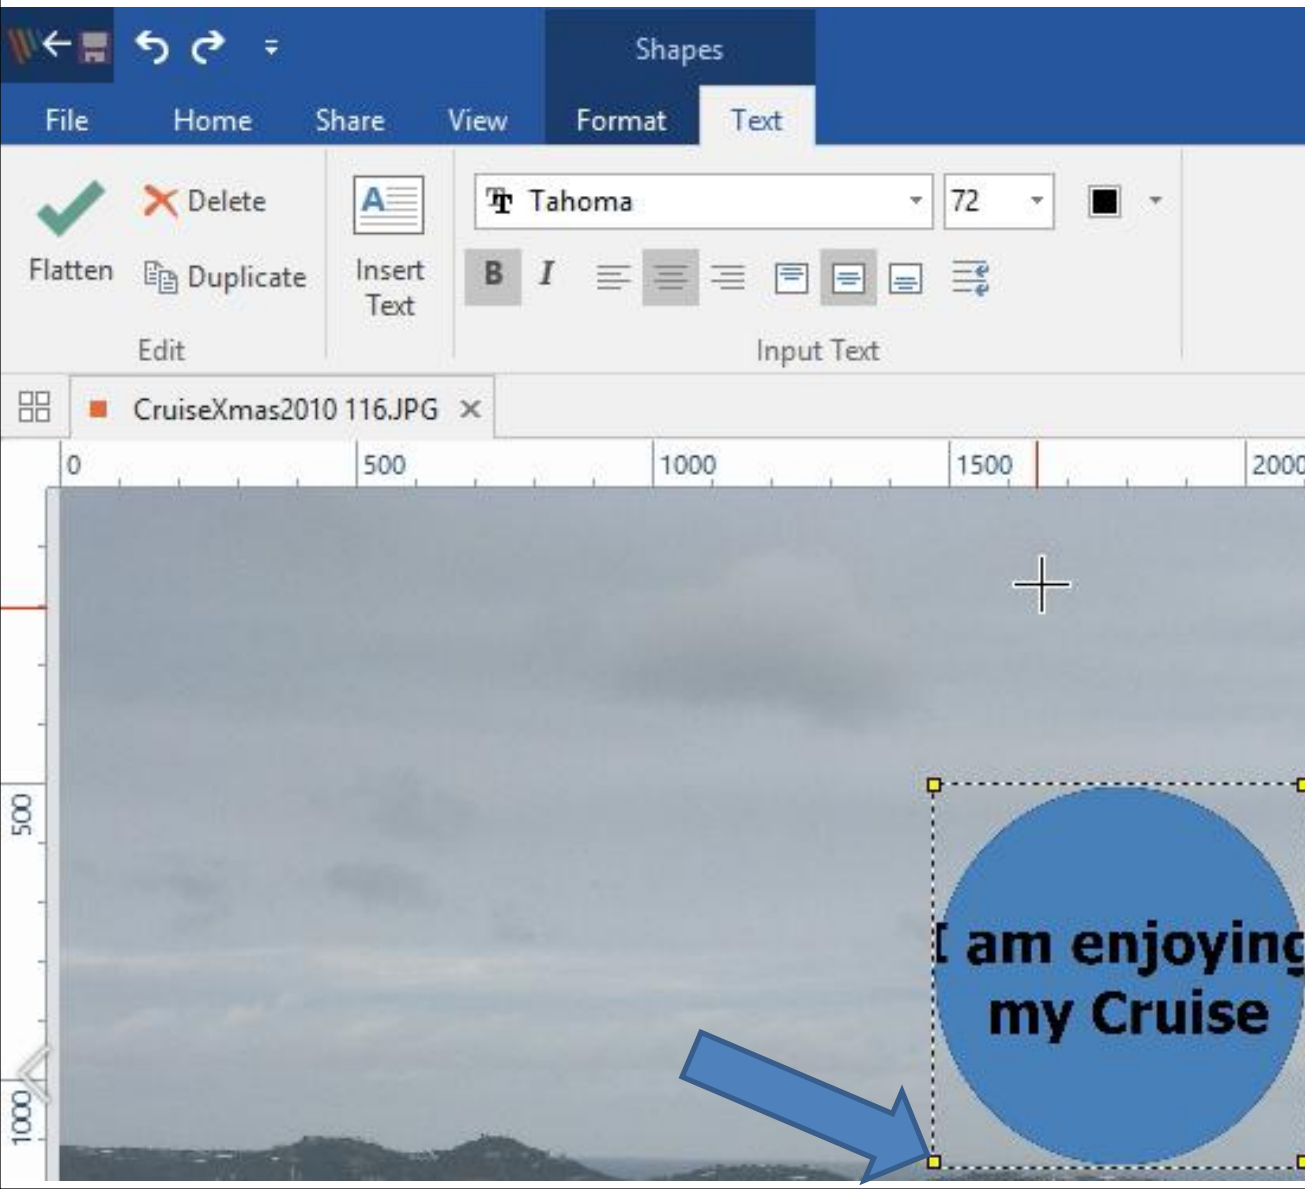 Shapes
File Home Share View Format Text
Delete
Tahoma 72
Flatten
Duplicate
Insert
Text
B I
Edit
Input Text
CruiseXmas2010 116.JPG
0 500 1000 1500 2000
500
I am enjoying
my Cruise
1000